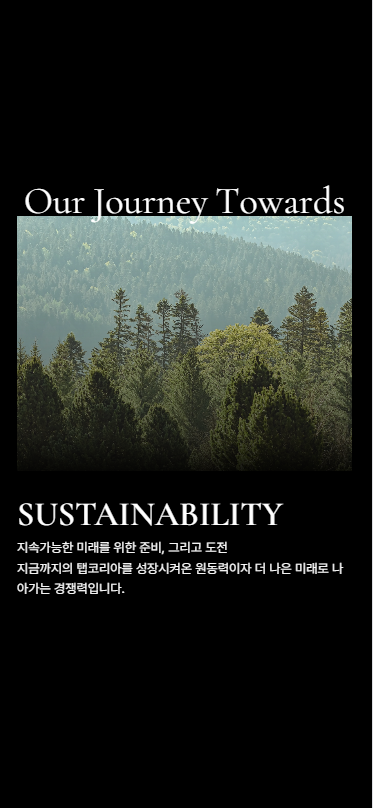 Our Journey Towards
SUSTAINABILITY
지속가능한 미래를 위한 준비, 그리고 도전
지금까지의 탭코리아를 성장시켜온 원동력이자 더 나은 미래로 나
아가는 경쟁력입니다.